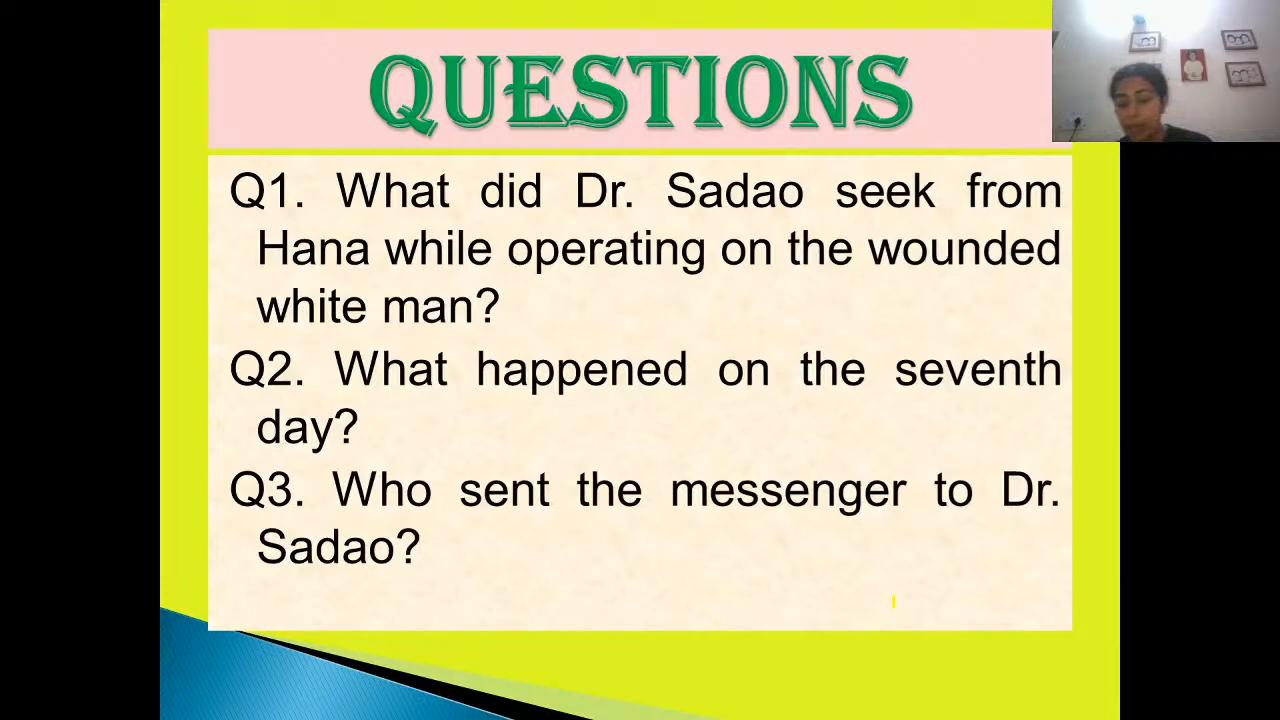 QUESTIONS
Q1. What did Dr. Sadao seek from
Hana while operating on the wounded
white man?
Q2. What happened on the seventh
day?
Q3. Who sent the messenger to Dr.
Sadao?